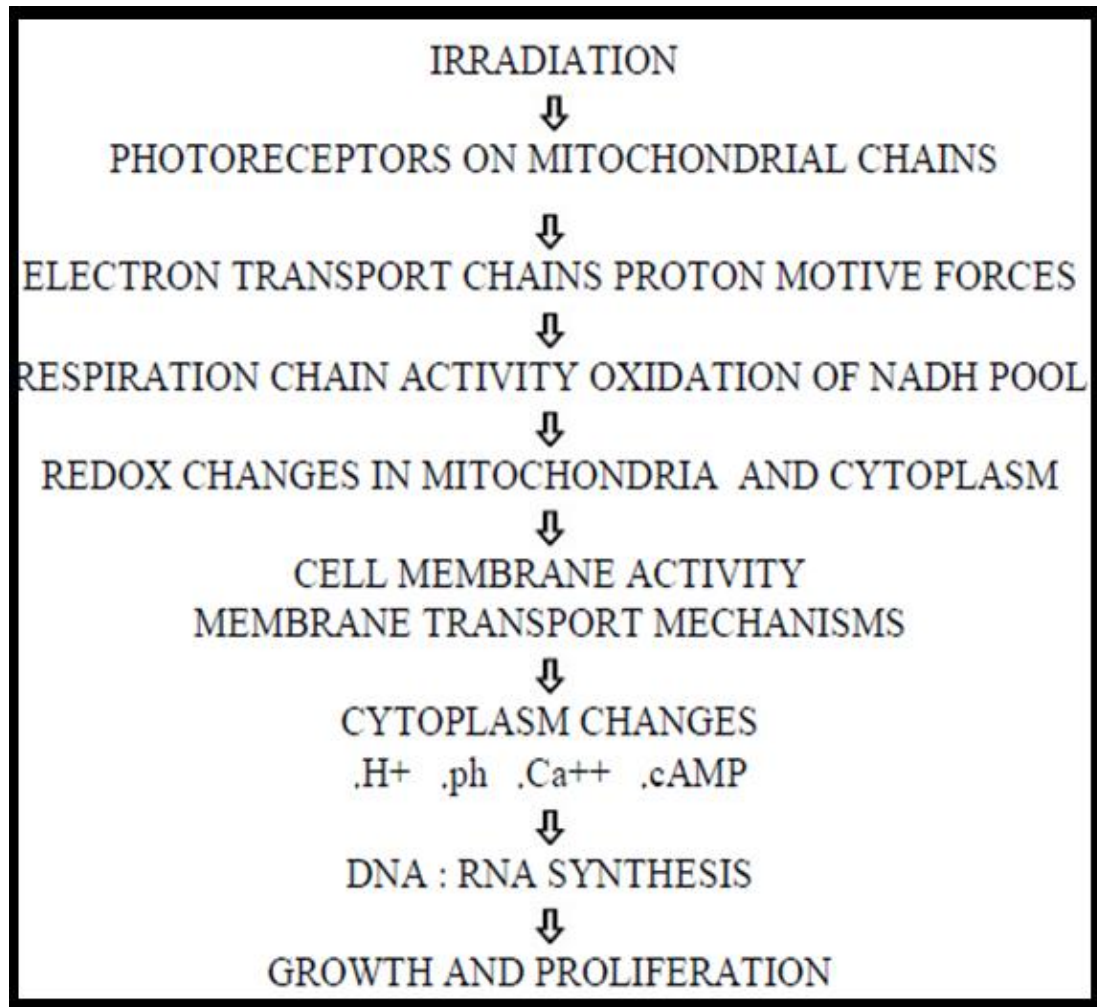 IRRADIATION
PHOTORECEPTORS ON MITOCHONDRIAL CHAINS
ELECTRON TRANSPORT CHAINS PROTON MOTIVE FORCES
RESPIRATION CHAIN ACTIVITY OXIDATION OF NADH POOL
REDOX CHANGES IN MITOCHONDRIA AND CYTOPLASM
CELL MEMBRANE ACTIVITY
MEMBRANE TRANSPORT MECHANISMS
CYTOPLASM CHANGES
.H+ .ph .Ca++ .cAMP
DNA : RNA SYNTHESIS
GROWTH AND PROLIFERATION